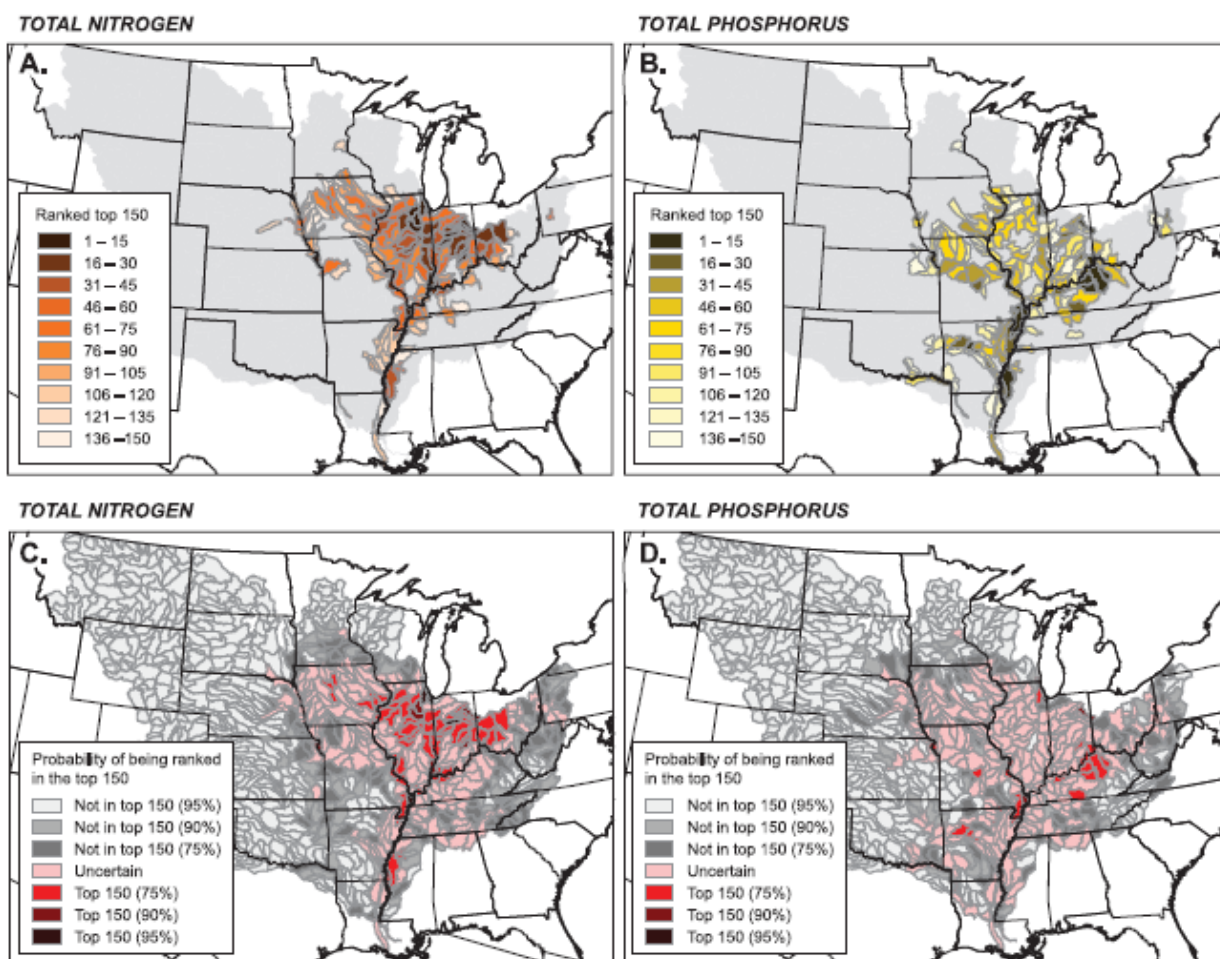 TOTAL NITROGEN
TOTAL PHOSPHORUS
A.
Ranked top 150
1 – 15
16 – 30
31 – 45
46 – 60
61 – 75
76 – 90
91 – 105
106 – 120
121 – 135
136 – 150
B.
Ranked top 150
1 – 15
16 – 30
31 – 45
46 – 60
61 – 75
76 – 90
91 – 105
106 – 120
121 – 135
136 – 150
TOTAL NITROGEN
TOTAL PHOSPHORUS
C.
Probability of being ranked
in the top 150
Not in top 150 (95%)
Not in top 150 (90%)
Not in top 150 (75%)
Uncertain
Top 150 (75%)
Top 150 (90%)
Top 150 (95%)
D.
Probability of being ranked
in the top 150
Not in top 150 (95%)
Not in top 150 (90%)
Not in top 150 (75%)
Uncertain
Top 150 (75%)
Top 150 (90%)
Top 150 (95%)